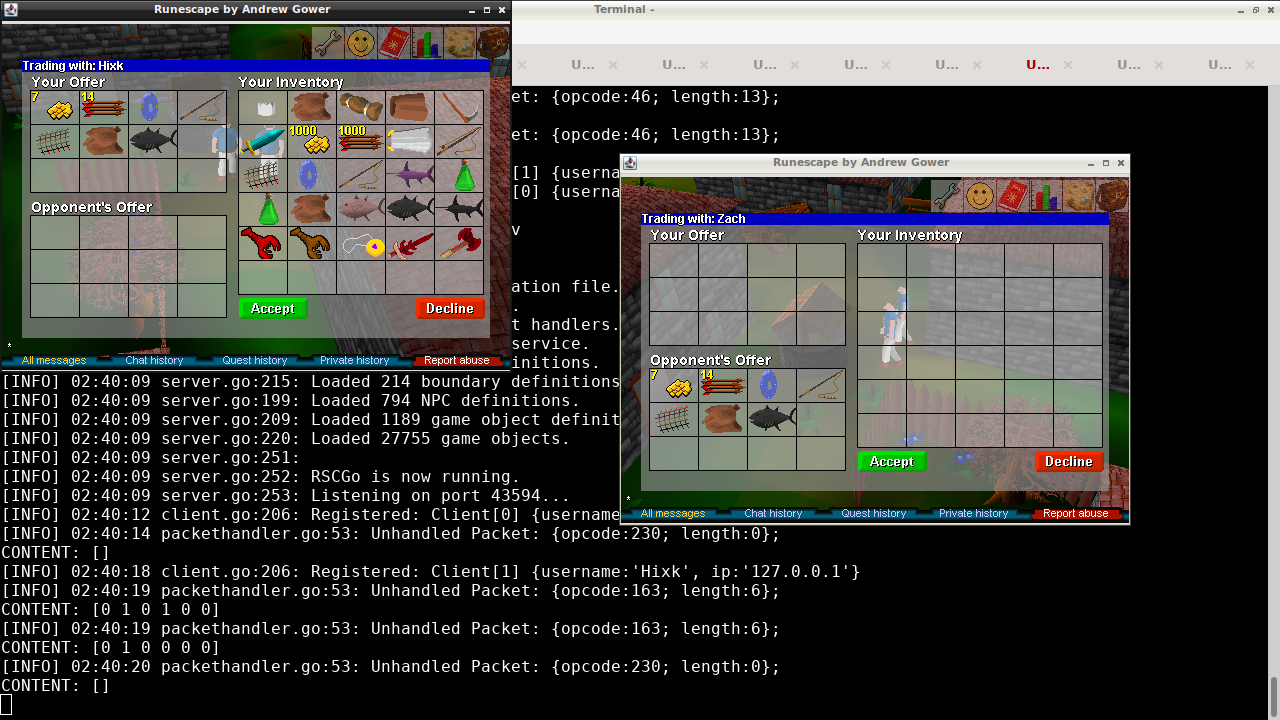 Runescape by Andrew Gower
Terminal -
U... U... U... U... U... U... U... U...
Trading with: Hixk
Your Offer
Your Inventory
7
14
1000
1000
Opponent's Offer
Accept
Decline
*
All messages
Chat history
Quest history
Private history
Report abuse
et: {opcode:46; length:13};
et: {opcode:46; length:13};
[1] {userna
[0] {userna
v
ation file.
.
t handlers.
service.
initions.
Runescape by Andrew Gower
Trading with: Zach
Your Offer
Your Inventory
Opponent's Offer
7
14
Accept
Decline
*
All messages
Chat history
Quest history
Private history
Report abuse
[INFO] 02:40:09 server.go:215: Loaded 214 boundary definitions
[INFO] 02:40:09 server.go:199: Loaded 794 NPC definitions.
[INFO] 02:40:09 server.go:209: Loaded 1189 game object definit
[INFO] 02:40:09 server.go:220: Loaded 27755 game objects.
[INFO] 02:40:09 server.go:251:
[INFO] 02:40:09 server.go:252: RSCGo is now running.
[INFO] 02:40:09 server.go:253: Listening on port 43594...
[INFO] 02:40:12 client.go:206: Registered: Client[0] {username
[INFO] 02:40:14 packethandler.go:53: Unhandled Packet: {opcode:230; length:0};
CONTENT: []
[INFO] 02:40:18 client.go:206: Registered: Client[1] {username:'Hixk', ip:'127.0.0.1'}
[INFO] 02:40:19 packethandler.go:53: Unhandled Packet: {opcode:163; length:6};
CONTENT: [0 1 0 1 0 0]
[INFO] 02:40:19 packethandler.go:53: Unhandled Packet: {opcode:163; length:6};
CONTENT: [0 1 0 0 0 0]
[INFO] 02:40:20 packethandler.go:53: Unhandled Packet: {opcode:230; length:0};
CONTENT: []